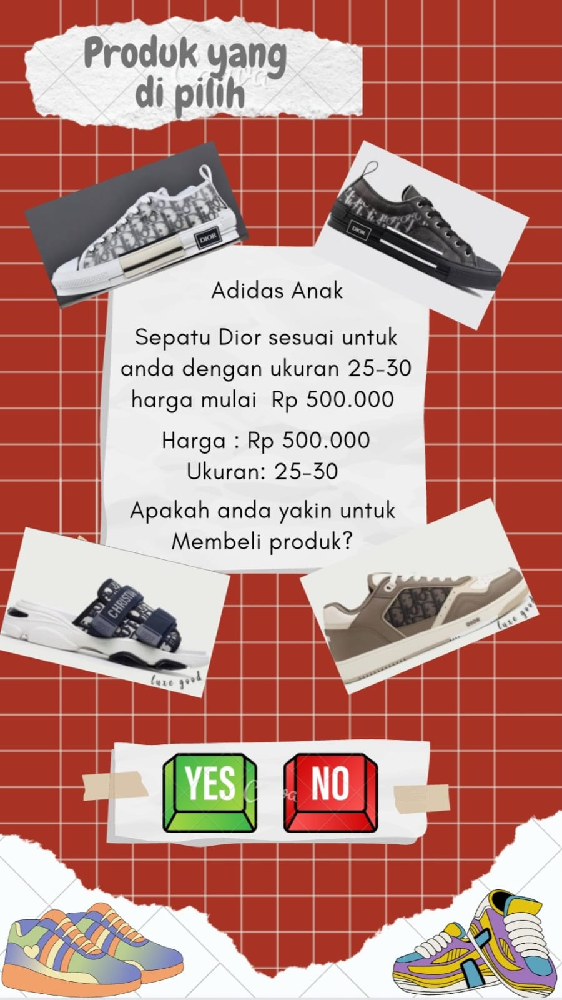 Produk yang
di pilih
DIOR
DIOR
Adidas Anak
Sepatu Dior sesuai untuk
anda dengan ukuran 25-30
harga mulai Rp 500.000
Harga : Rp 500.000
Ukuran: 25-30
Apakah anda yakin untuk
Membeli produk?
CHRISTI
DIOR
luxe good
luxe good
YES
NO